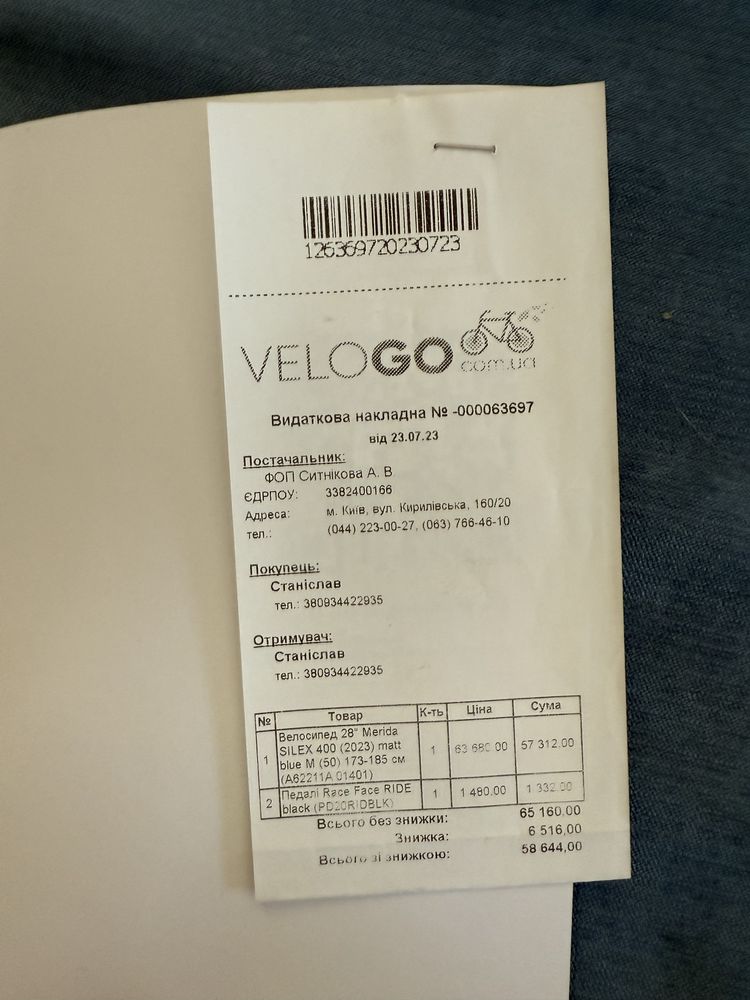 126369720230723
VELOGO
com.ua
Видаткова накладна № -000063697
від 23.07.23
Постачальник:
ФОП Ситнікова А. В.
ЄДРПОУ: 3382400166
Адреса: м. Київ, вул. Кирилівська, 160/20
тел.: (044) 223-00-27, (063) 766-46-10
Покупець:
Станіслав
тел.: 380934422935
Отримувач:
Станіслав
тел.: 380934422935
№ Товар К-ть Ціна Сума
Велосипед 28" Merida
SILEX 400 (2023) matt
1 blue M (50) 173-185 см 1 63 680.00 57 312.00
(A62211A 01401)
2 Педалі Race Face RIDE 1 1 480.00 1 332.00
black (PD20RIDBLK)
Всього без знижки: 65 160,00
Знижка: 6 516,00
Всього зі знижкою: 58 644,00